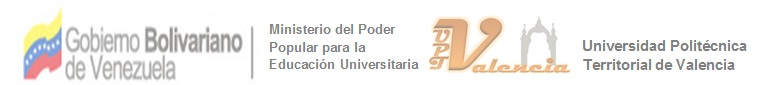 Gobierno Bolivariano
de Venezuela
Ministerio del Poder
Popular para la
Educación Universitaria
UPT
Valencia
Universidad Politécnica
Territorial de Valencia